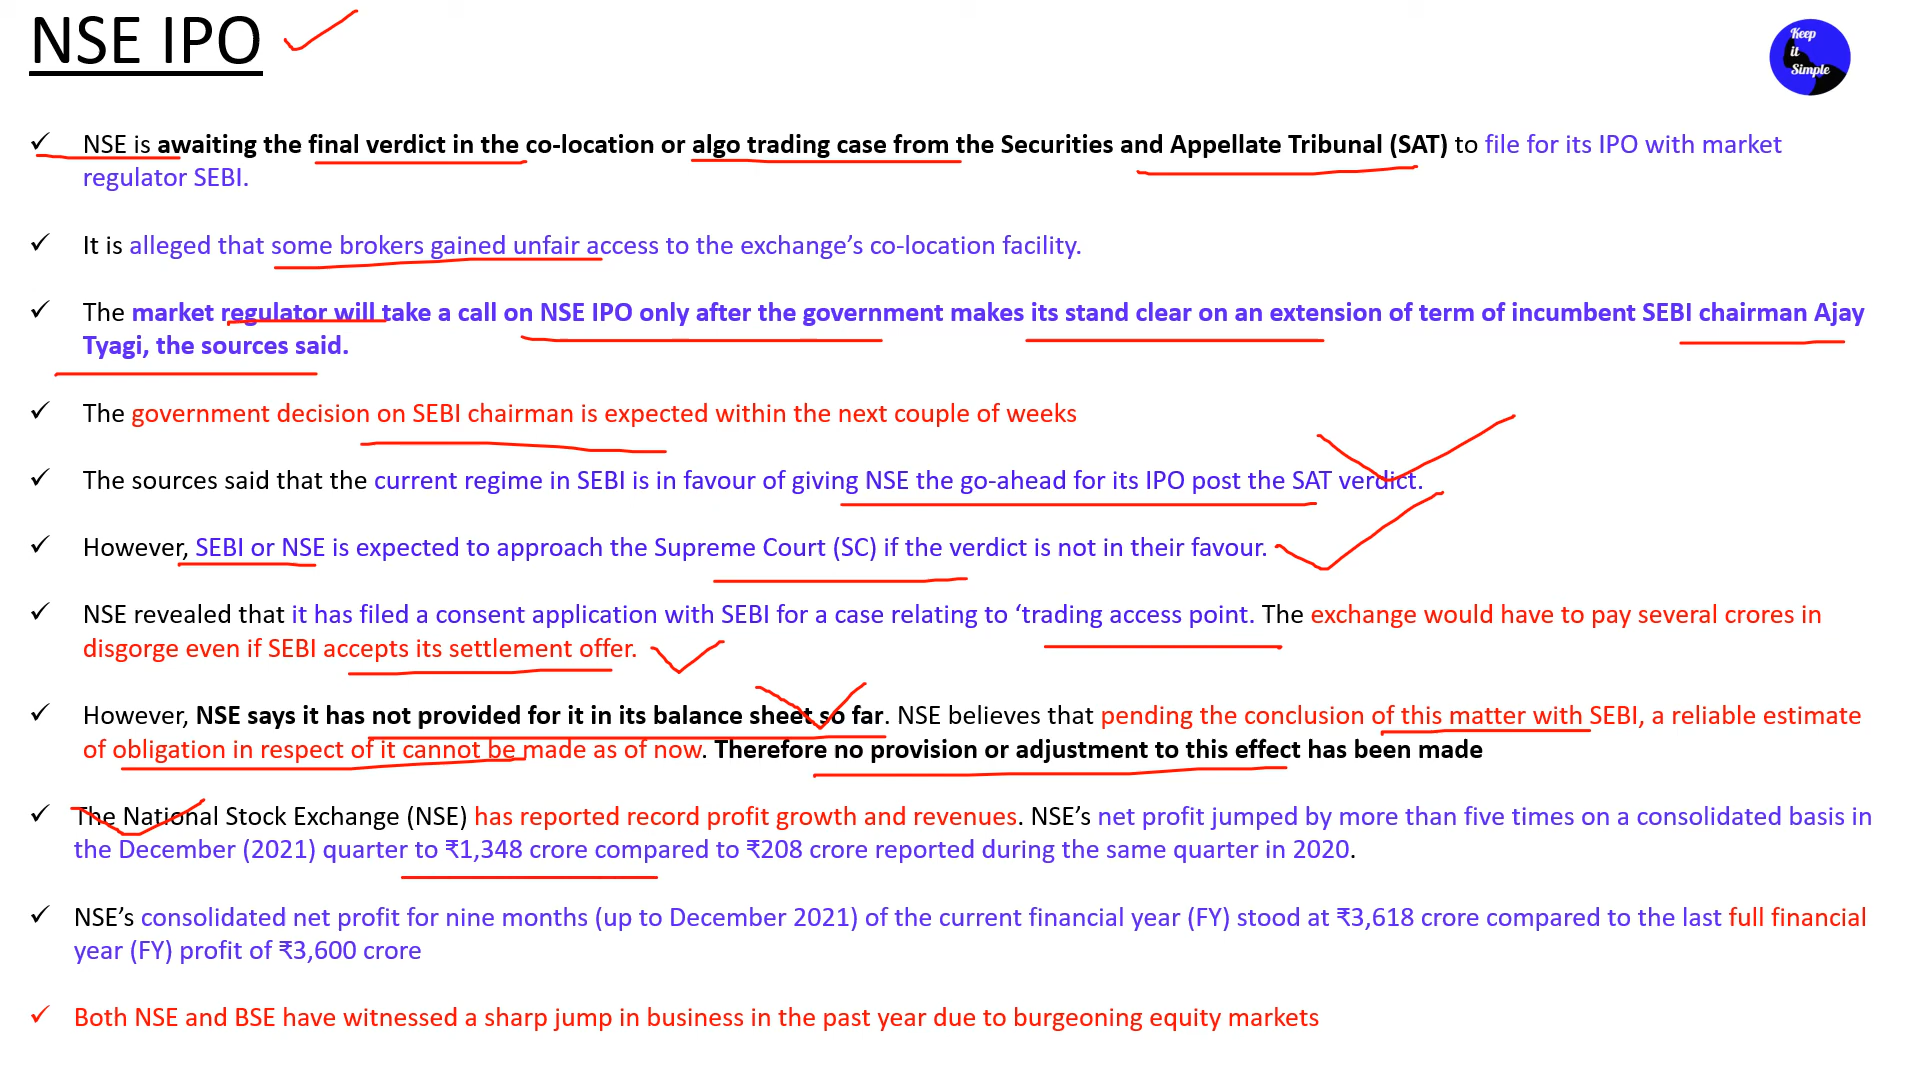 NSE IPO
Keep
it
Simple
NSE is awaiting the final verdict in the co-location or algo trading case from the Securities and Appellate Tribunal (SAT) to file for its IPO with market
regulator SEBI.
It is alleged that some brokers gained unfair access to the exchange’s co-location facility.
The market regulator will take a call on NSE IPO only after the government makes its stand clear on an extension of term of incumbent SEBI chairman Ajay
Tyagi, the sources said.
The government decision on SEBI chairman is expected within the next couple of weeks
The sources said that the current regime in SEBI is in favour of giving NSE the go-ahead for its IPO post the SAT verdict.
However, SEBI or NSE is expected to approach the Supreme Court (SC) if the verdict is not in their favour.
NSE revealed that it has filed a consent application with SEBI for a case relating to ‘trading access point. The exchange would have to pay several crores in
disgorge even if SEBI accepts its settlement offer.
However, NSE says it has not provided for it in its balance sheet so far. NSE believes that pending the conclusion of this matter with SEBI, a reliable estimate
of obligation in respect of it cannot be made as of now. Therefore no provision or adjustment to this effect has been made
The National Stock Exchange (NSE) has reported record profit growth and revenues. NSE’s net profit jumped by more than five times on a consolidated basis in
the December (2021) quarter to ₹1,348 crore compared to ₹208 crore reported during the same quarter in 2020.
NSE’s consolidated net profit for nine months (up to December 2021) of the current financial year (FY) stood at ₹3,618 crore compared to the last full financial
year (FY) profit of ₹3,600 crore
Both NSE and BSE have witnessed a sharp jump in business in the past year due to burgeoning equity markets